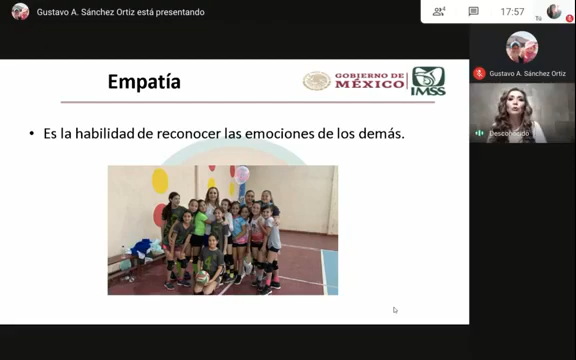 Gustavo A. Sánchez Ortiz está presentando
4
17:57
Tú
Empatía
GOBIERNO DE
MÉXICO
IMSS
Gustavo A. Sánchez Ortiz
• Es la habilidad de reconocer las emociones de los demás.
Desconocido